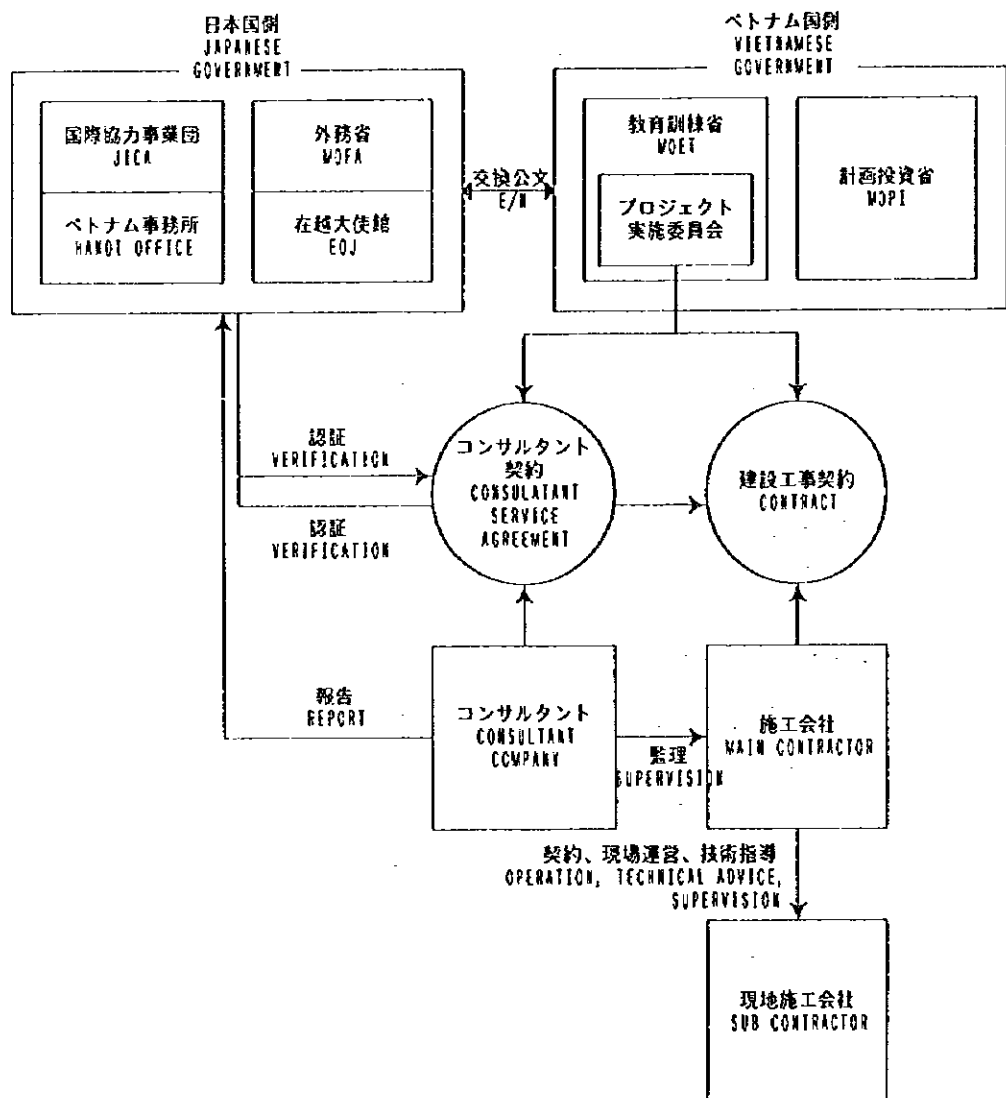 日本国側
JAPANESE
GOVERNMENT
ベトナム国側
VIETNAMESE
GOVERNMENT
国際協力事業団
JICA
外務省
MOFA
ベトナム事務所
HANOI OFFICE
在越大使館
EOJ
交換公文
E/N
教育訓練省
MOET
プロジェクト
実施委員会
計画投資省
MOPI
認証
VERIFICATION
認証
VERIFICATION
コンサルタント
契約
CONSULATANT
SERVICE
AGREEMENT
建設工事契約
CONTRACT
報告
REPORT
コンサルタント
CONSULTANT
COMPANY
監理
SUPERVISION
施工会社
MAIN CONTRACTOR
契約、現場運営、技術指導
OPERATION, TECHNICAL ADVICE,
SUPERVISION
現地施工会社
SUB CONTRACTOR